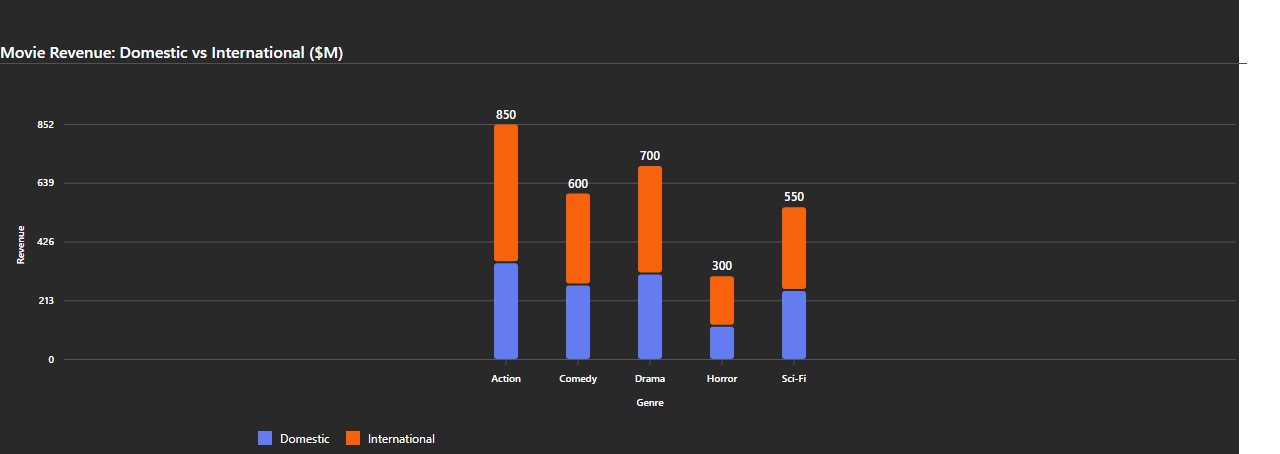 Movie Revenue: Domestic vs International ($M)
850
852
700
639
600
550
426
Revenue
300
213
0
Action Comedy Drama Horror Sci-Fi
Genre
Domestic International